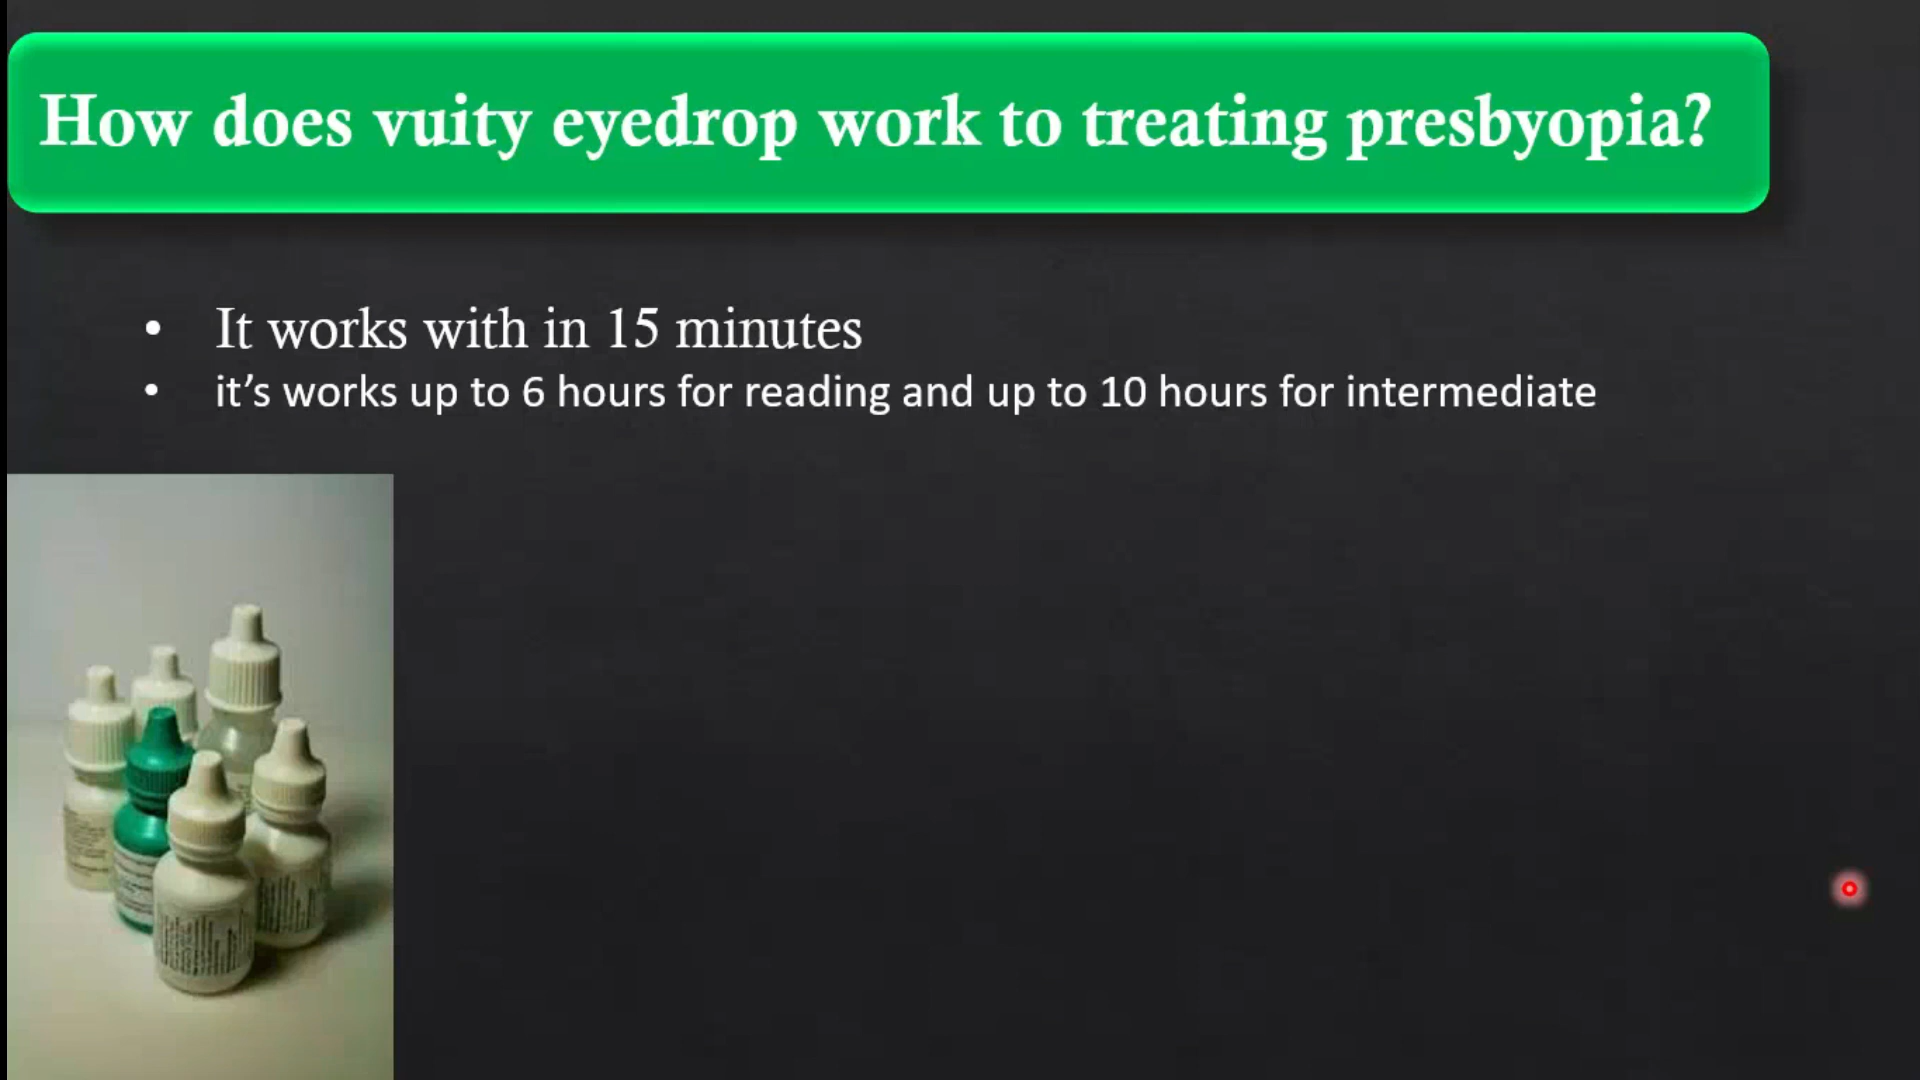 How does vuity eyedrop work to treating presbyopia?
• It works with in 15 minutes
• it’s works up to 6 hours for reading and up to 10 hours for intermediate